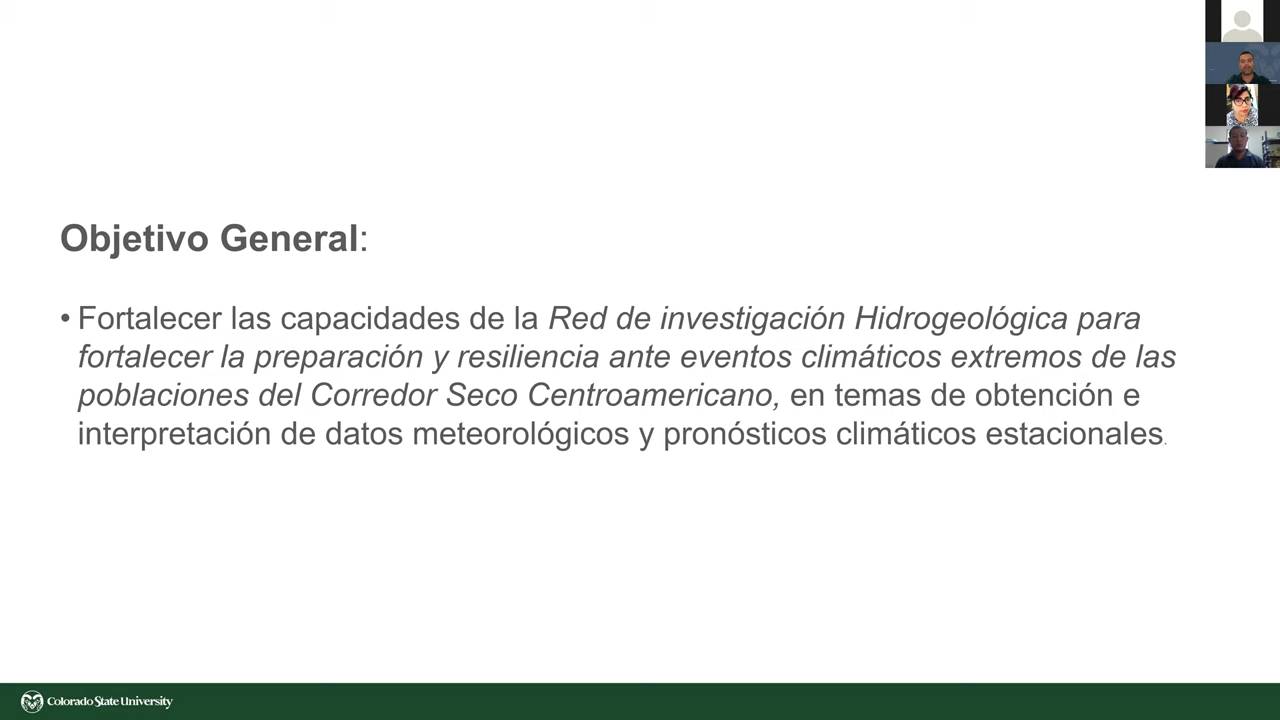 Objetivo General:
• Fortalecer las capacidades de la Red de investigación Hidrogeológica para
fortalecer la preparación y resiliencia ante eventos climáticos extremos de las
poblaciones del Corredor Seco Centroamericano, en temas de obtención e
interpretación de datos meteorológicos y pronósticos climáticos estacionales.
Colorado State University